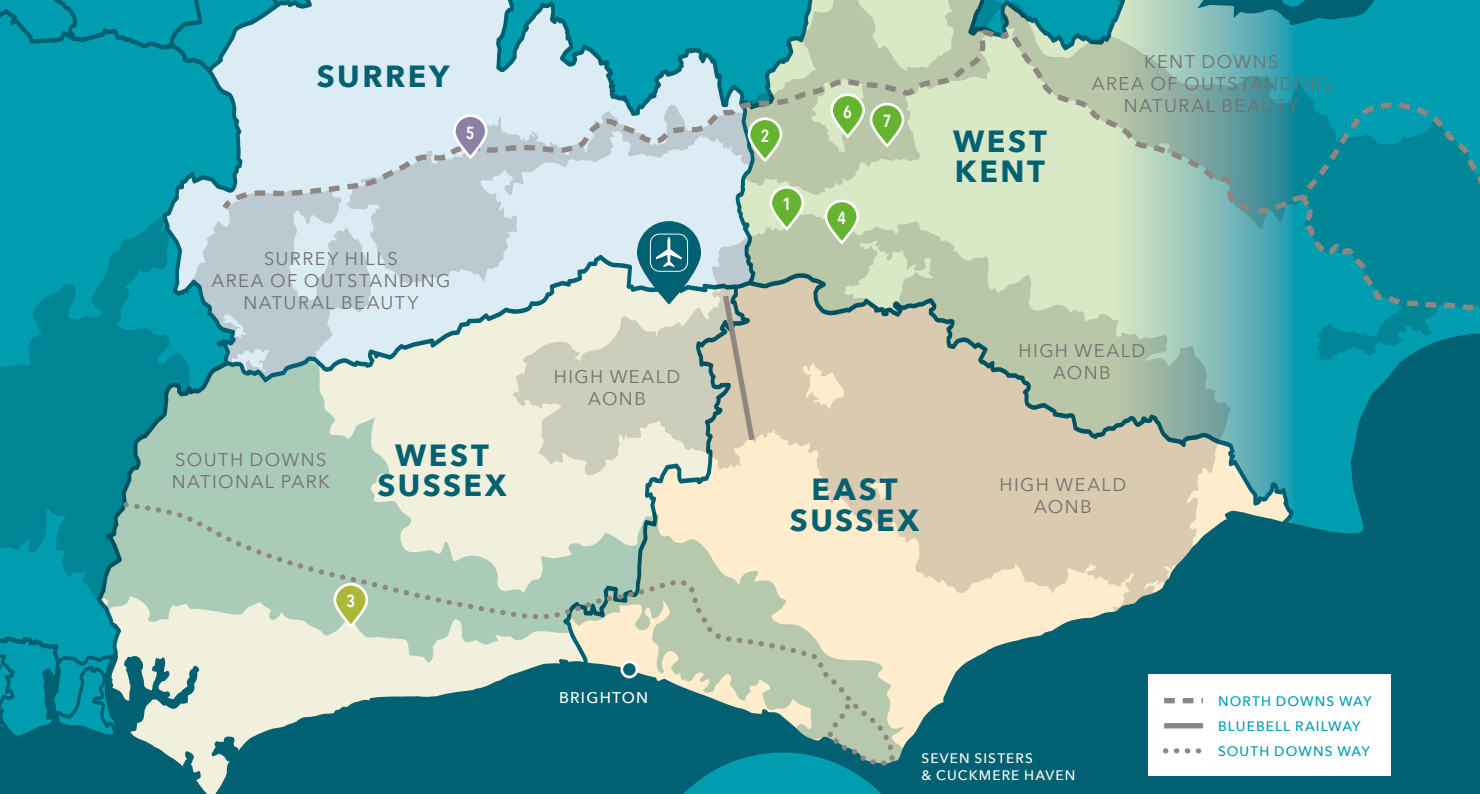 SURREY
KENT DOWNS
AREA OF OUTSTANDING
NATURAL BEAUTY
5
2
6
7
WEST
KENT
1
4
SURREY HILLS
AREA OF OUTSTANDING
NATURAL BEAUTY
HIGH WEALD
AONB
HIGH WEALD
AONB
SOUTH DOWNS
NATIONAL PARK
WEST
SUSSEX
EAST
SUSSEX
HIGH WEALD
AONB
3
BRIGHTON
SEVEN SISTERS
& CUCKMERE HAVEN
NORTH DOWNS WAY
BLUEBELL RAILWAY
SOUTH DOWNS WAY